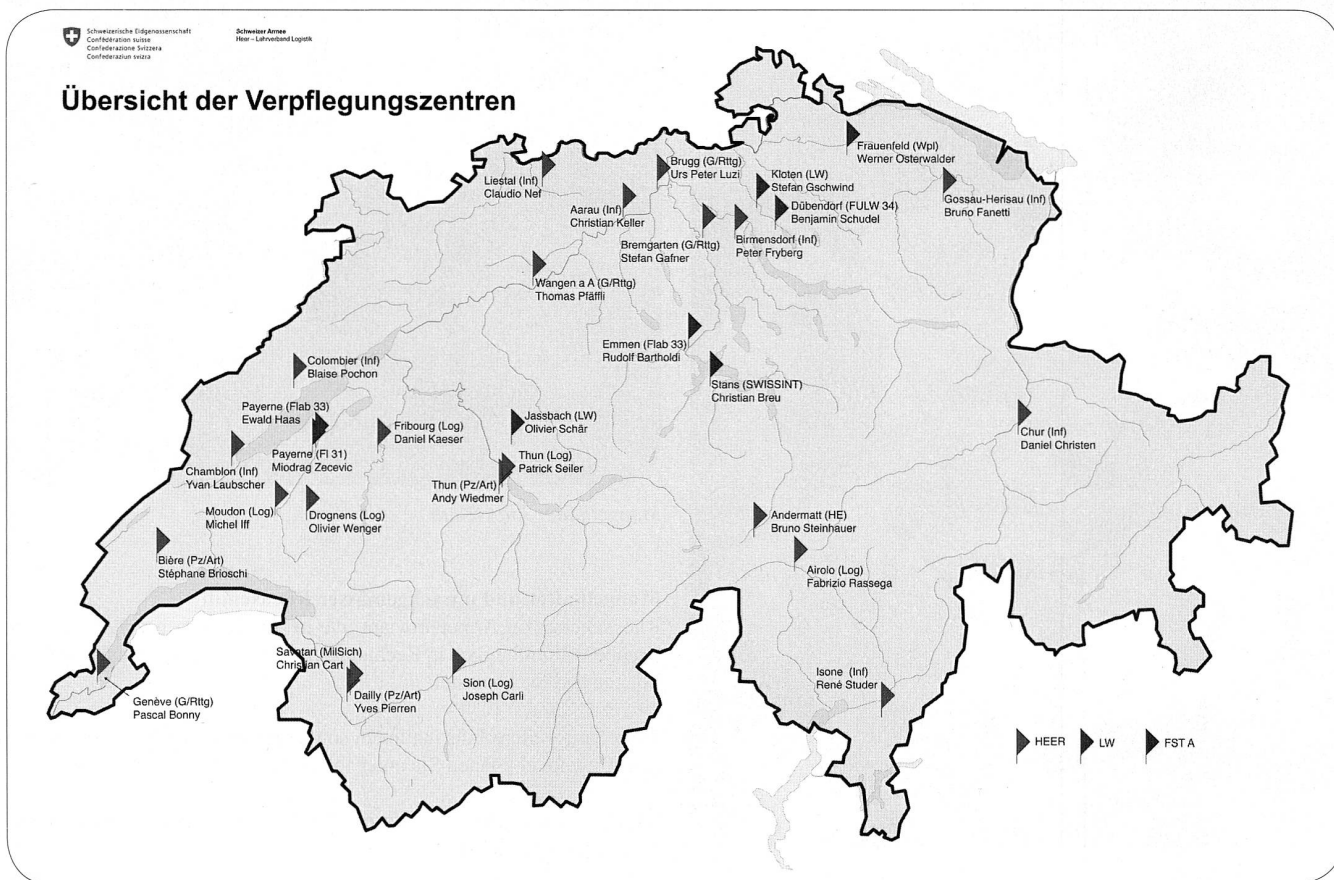 Schweizerische Eidgenossenschaft
Confédération suisse
Confederazione Svizzera
Confederaziun svizra
Schweizer Armee
Heer – Lehrverband Logistik
Übersicht der Verpflegungszentren
Frauenfeld (Wpl)
Werner Osterwalder
Brugg (G/Rttg)
Urs Peter Luzi
Liestal (Inf)
Claudio Nef
Kloten (LW)
Stefan Gschwind
Gossau-Herisau (Inf)
Bruno Fanetti
Aarau (Inf)
Christian Keller
Dübendorf (FULW 34)
Benjamin Schudel
Bremgarten (G/Rttg)
Stefan Gafner
Birmensdorf (Inf)
Peter Fryberg
Wangen a A (G/Rttg)
Thomas Pfäffli
Emmen (Flab 33)
Rudolf Bartholdi
Colombier (Inf)
Blaise Pochon
Stans (SWISSINT)
Christian Breu
Payerne (Flab 33)
Ewald Haas
Jassbach (LW)
Olivier Schär
Fribourg (Log)
Daniel Kaeser
Chur (Inf)
Daniel Christen
Payerne (Fl 31)
Miodrag Zecevic
Thun (Log)
Patrick Seiler
Chamblon (Inf)
Yvan Laubscher
Thun (Pz/Art)
Andy Wiedmer
Moudon (Log)
Michel Iff
Drognens (Log)
Olivier Wenger
Andermatt (HE)
Bruno Steinhauer
Bière (Pz/Art)
Stéphane Brioschi
Airolo (Log)
Fabrizio Rassega
Savatan (MilSich)
Christian Cart
Isone (Inf)
René Studer
Sion (Log)
Joseph Carli
Dailly (Pz/Art)
Yves Pierren
Genève (G/Rttg)
Pascal Bonny
HEER LW FST A